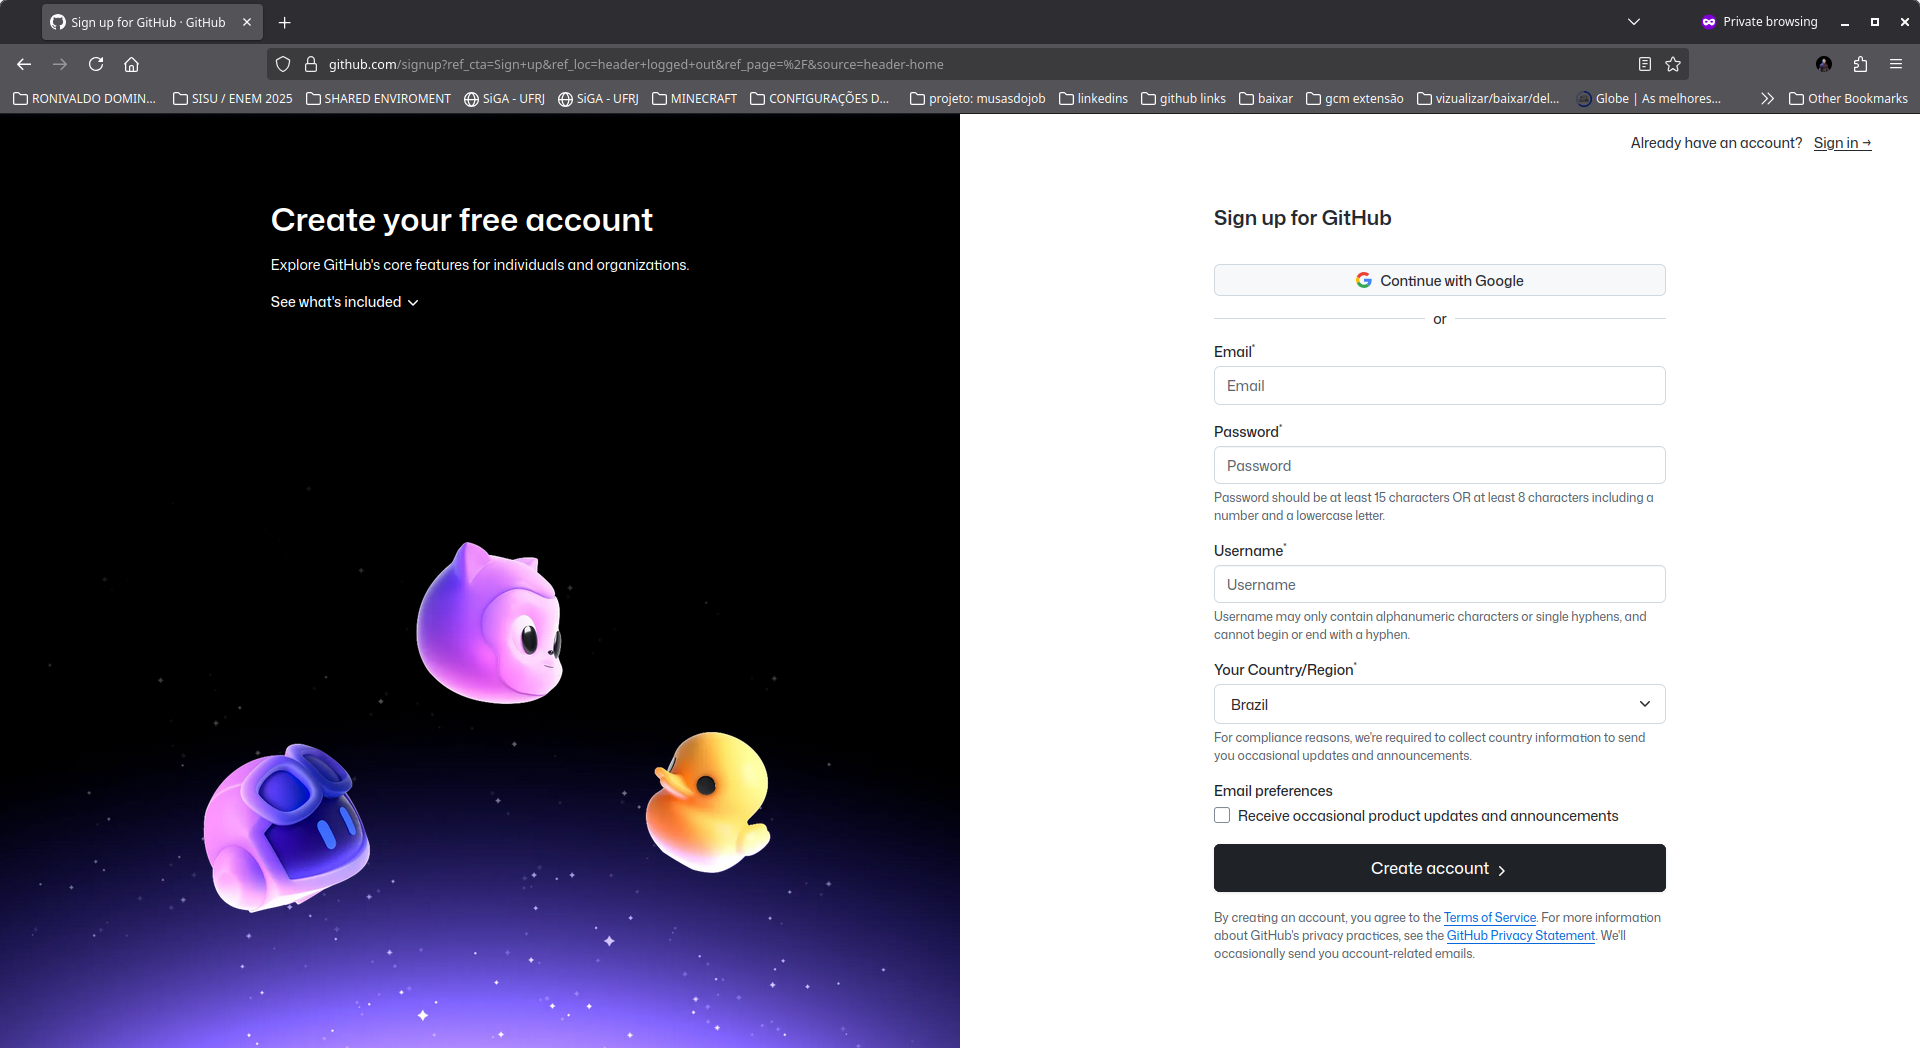 Sign up for GitHub · GitHub
Private browsing
github.com/signup?ref_cta=Sign+up&ref_loc=header+logged+out&ref_page=%2F&source=header-home
RONIVALDO DOMIN...
SISU / ENEM 2025
SHARED ENVIROMENT
SiGA - UFRJ
SiGA - UFRJ
MINECRAFT
CONFIGURAÇÕES D...
projeto: musasdojob
linkedins
github links
baixar
gcm extensão
vizualizar/baixar/del...
Globe | As melhores...
Other Bookmarks
Create your free account
Explore GitHub's core features for individuals and organizations.
See what's included
Already have an account? Sign in →
Sign up for GitHub
Continue with Google
or
Email*
Email
Password*
Password
Password should be at least 15 characters OR at least 8 characters including a
number and a lowercase letter.
Username*
Username
Username may only contain alphanumeric characters or single hyphens, and
cannot begin or end with a hyphen.
Your Country/Region*
Brazil
For compliance reasons, we're required to collect country information to send
you occasional updates and announcements.
Email preferences
Receive occasional product updates and announcements
Create account
By creating an account, you agree to the Terms of Service. For more information
about GitHub's privacy practices, see the GitHub Privacy Statement. We'll
occasionally send you account-related emails.